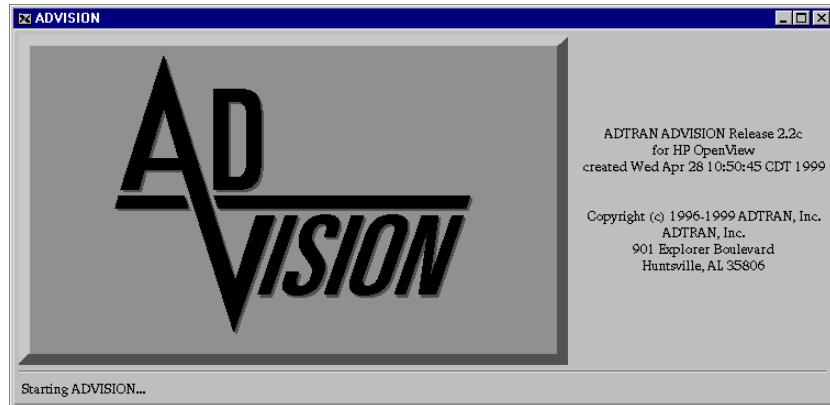 ADVISION
AD
VISION
ADTRAN ADVISION Release 2.2c
for HP OpenView
created Wed Apr 28 10:50:45 CDT 1999
Copyright (c) 1996-1999 ADTRAN, Inc.
ADTRAN, Inc.
901 Explorer Boulevard
Huntsville, AL 35806
Starting ADVISION...